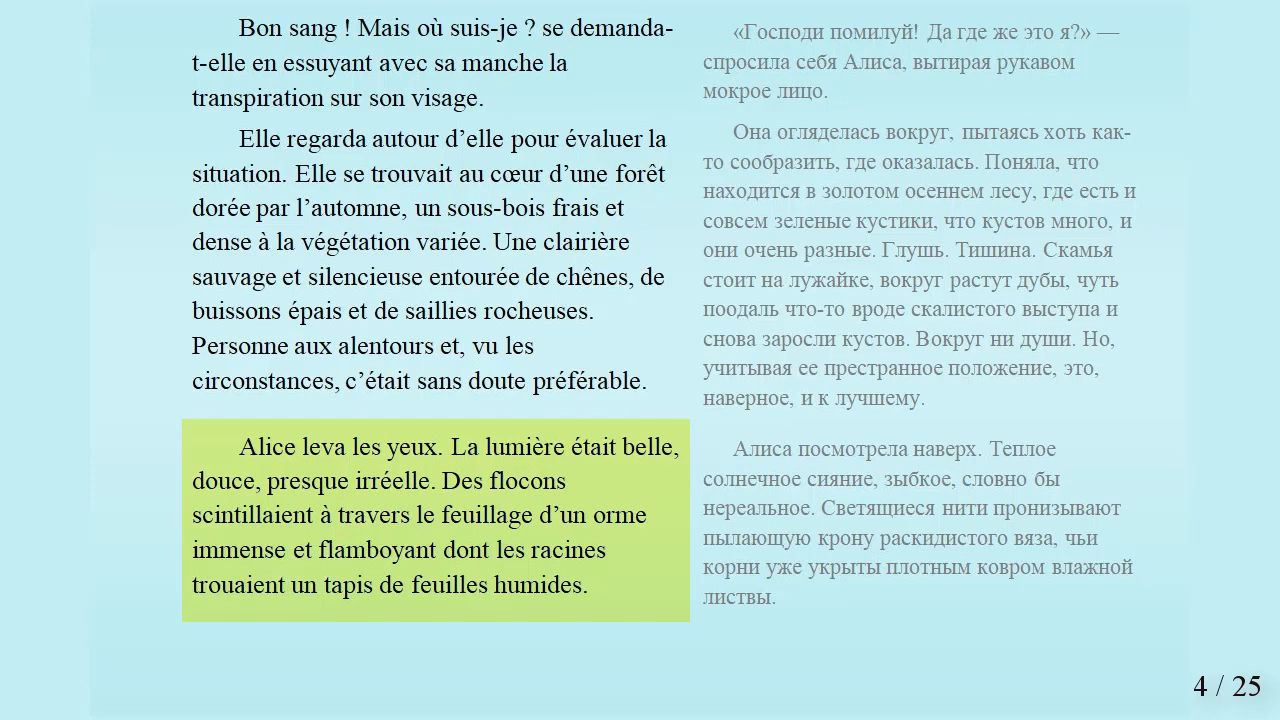 Bon sang ! Mais où suis-je ? se demanda-
t-elle en essuyant avec sa manche la
transpiration sur son visage.
Elle regarda autour d’elle pour évaluer la
situation. Elle se trouvait au cœur d’une forêt
dorée par l’automne, un sous-bois frais et
dense à la végétation variée. Une clairière
sauvage et silencieuse entourée de chênes, de
buissons épais et de saillies rocheuses.
Personne aux alentours et, vu les
circonstances, c’était sans doute préférable.
Alice leva les yeux. La lumière était belle,
douce, presque irréelle. Des flocons
scintillaient à travers le feuillage d’un orme
immense et flamboyant dont les racines
trouaient un tapis de feuilles humides.
«Господи помилуй! Да где же это я?» —
спросила себя Алиса, вытирая рукавом
мокрое лицо.
Она огляделась вокруг, пытаясь хоть как-
то сообразить, где оказалась. Поняла, что
находится в золотом осеннем лесу, где есть и
совсем зеленые кустики, что кустов много, и
они очень разные. Глушь. Тишина. Скамья
стоит на лужайке, вокруг растут дубы, чуть
поодаль что-то вроде скалистого выступа и
снова заросли кустов. Вокруг ни души. Но,
учитывая ее престранное положение, это,
наверное, и к лучшему.
Алиса посмотрела наверх. Теплое
солнечное сияние, зыбкое, словно бы
нереальное. Светящиеся нити пронизывают
пылающую крону раскидистого вяза, чьи
корни уже укрыты плотным ковром влажной
листвы.
4 / 25